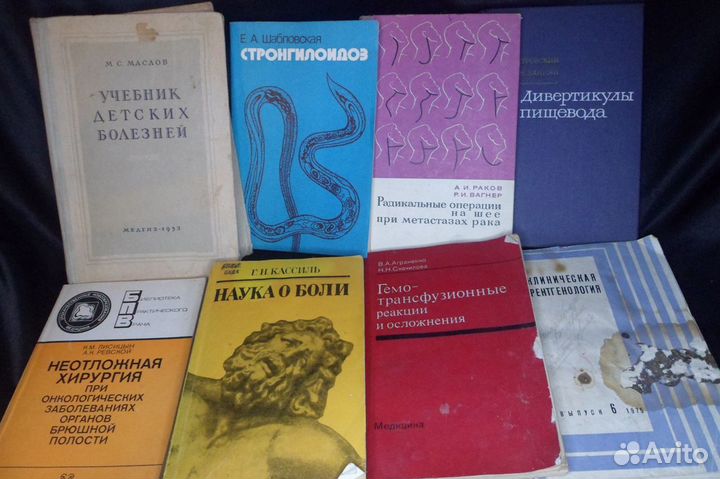 М. С. МАСЛОВ
УЧЕБНИК
ДЕТСКИХ
БОЛЕЗНЕЙ
МЕДГИЗ-1953
Е. А. Шабловская
СТРОНГИЛОИДОЗ
А. И. РАКОВ
Р. И. ВАГНЕР
Радикальные операции
на шее
при метастазах рака
Дивертикулы
пищевода
БИБЛИОТЕКА
ПРАКТИЧЕСКОГО
ВРАЧА
К.М. ЛИСИЦЫН
А.К. РЕВСКОЙ
НЕОТЛОЖНАЯ
ХИРУРГИЯ
ПРИ
ОНКОЛОГИЧЕСКИХ
ЗАБОЛЕВАНИЯХ
ОРГАНОВ
БРЮШНОЙ
ПОЛОСТИ
Г. Н. КАССИЛЬ
НАУКА О БОЛИ
В.А. Аграненко
Н.Н. Скачилова
Гемо-
трансфузионные
реакции
и осложнения
Медицина
КЛИНИЧЕСКАЯ
РЕНТГЕНОЛОГИЯ
ВЫПУСК 6 1975
Avito